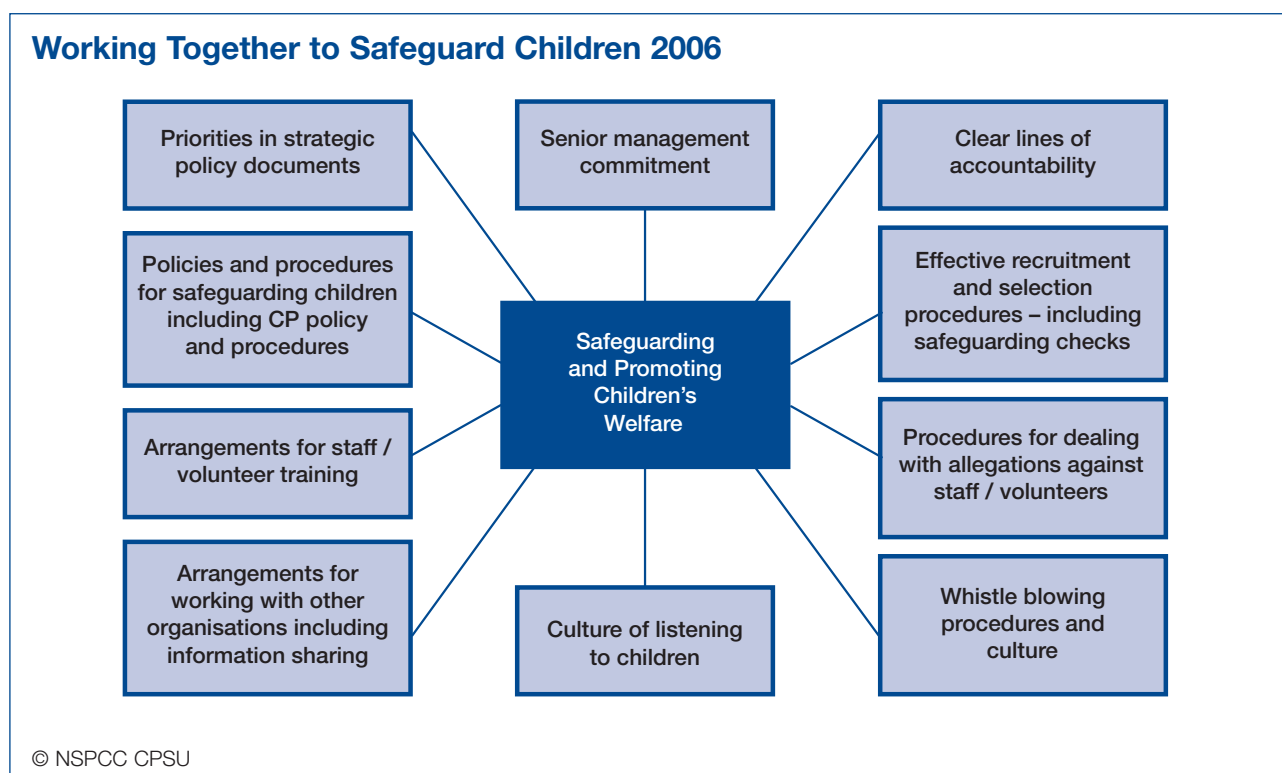 Working Together to Safeguard Children 2006
Priorities in strategic
policy documents
Senior management
commitment
Clear lines of
accountability
Policies and procedures
for safeguarding children
including CP policy
and procedures
Effective recruitment
and selection
procedures – including
safeguarding checks
Safeguarding
and Promoting
Children’s
Welfare
Arrangements for staff /
volunteer training
Procedures for dealing
with allegations against
staff / volunteers
Arrangements for
working with other
organisations including
information sharing
Culture of listening
to children
Whistle blowing
procedures and
culture
© NSPCC CPSU